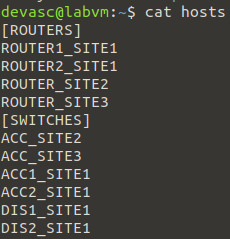 devasc@labvm:~$ cat hosts
[ROUTERS]
ROUTER1_SITE1
ROUTER2_SITE1
ROUTER_SITE2
ROUTER_SITE3
[SWITCHES]
ACC_SITE2
ACC_SITE3
ACC1_SITE1
ACC2_SITE1
DIS1_SITE1
DIS2_SITE1